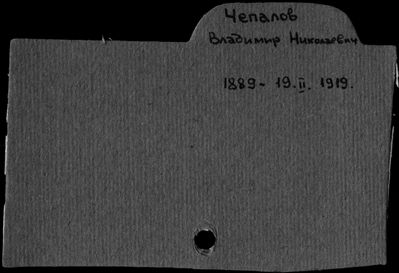 Чепалов
Владимир Николаевич
1889 - 19.II. 1919.